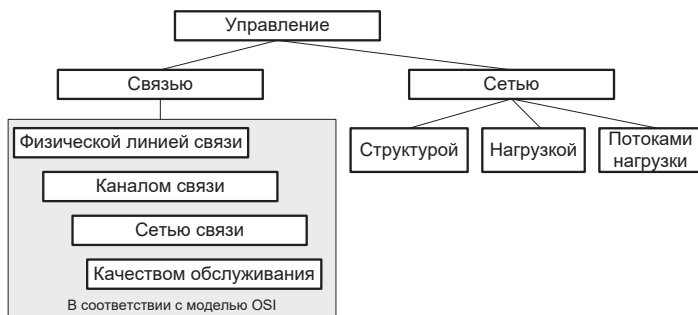 Управление
Связью
Сетью
Физической линией связи
Каналом связи
Сетью связи
Качеством обслуживания
В соответствии с моделью OSI
Структурой
Нагрузкой
Потоками
нагрузки